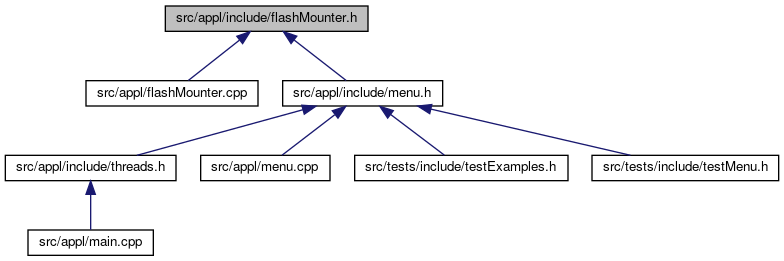 src/appl/include/flashMounter.h
src/appl/flashMounter.cpp
src/appl/include/menu.h
src/appl/include/threads.h
src/appl/menu.cpp
src/tests/include/testExamples.h
src/tests/include/testMenu.h
src/appl/main.cpp